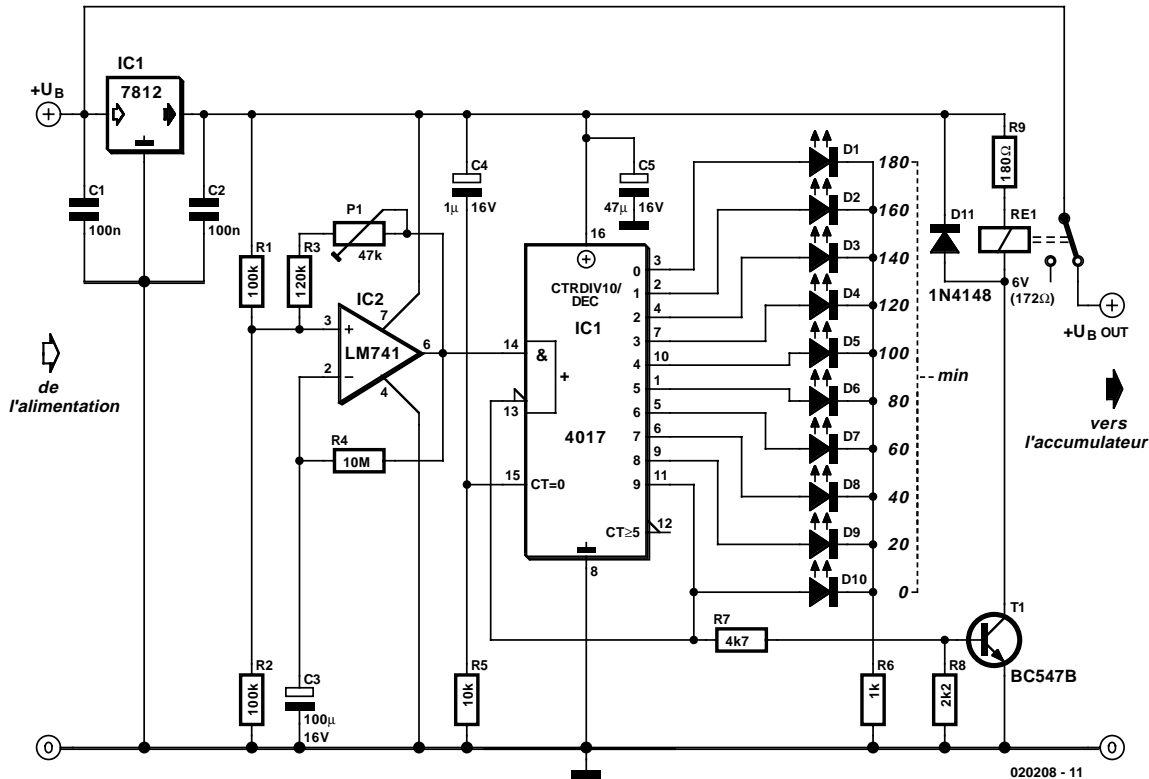 IC1
+UB
7812
C1
100n
C2
100n
de
l'alimentation
R1
100k
R3
120k
P1
47k
IC2
LM741
3
+
2
−
7
6
4
R4
10M
R2
100k
C3
100µ
16V
C4
1µ
16V
C5
47µ
16V
R5
10k
16
CTRDIV10/
DEC
IC1
4017
14
&
+
13
15
CT=0
8
0
3
1
2
2
4
3
7
4
10
5
1
6
5
7
6
8
9
9
11
CT≥5
12
D1
180
D2
160
D3
140
D4
120
D5
100
D6
80
D7
60
D8
40
D9
20
D10
0
min
R7
4k7
R6
1k
R8
2k2
T1
BC547B
D11
1N4148
R9
180Ω
RE1
6V
(172Ω)
+UB OUT
vers
l'accumulateur
0
0
020208 - 11